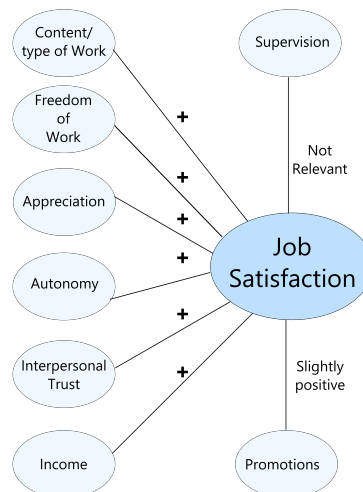 Content/
type of Work
Supervision
+
Freedom
of
Work
Not
Relevant
+
Appreciation
+
Job
Satisfaction
+
Autonomy
+
Interpersonal
Trust
Slightly
positive
+
Income
Promotions